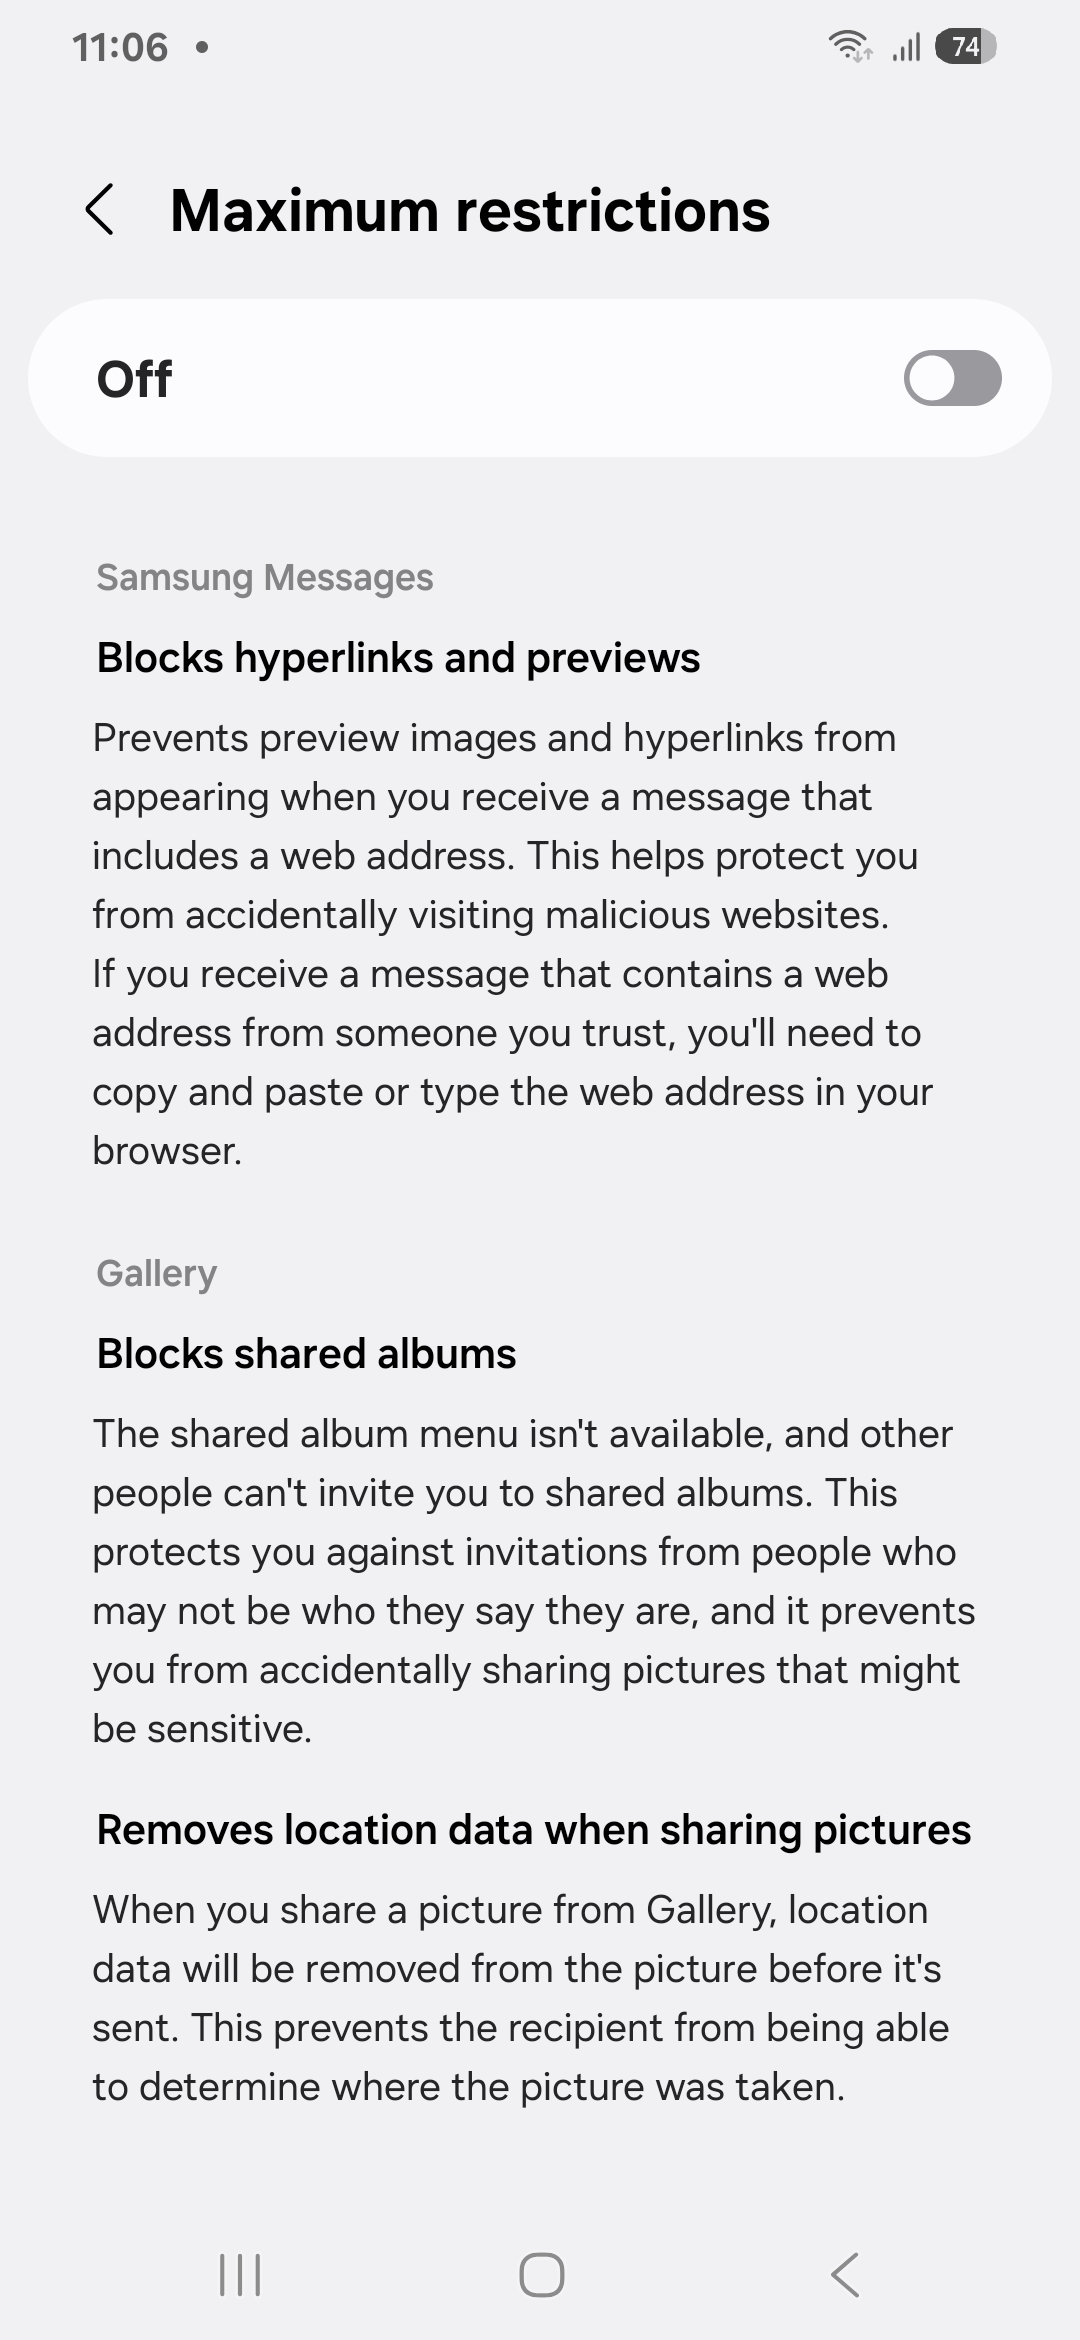 11:06
74
Maximum restrictions
Off
Samsung Messages
Blocks hyperlinks and previews
Prevents preview images and hyperlinks from
appearing when you receive a message that
includes a web address. This helps protect you
from accidentally visiting malicious websites.
If you receive a message that contains a web
address from someone you trust, you'll need to
copy and paste or type the web address in your
browser.
Gallery
Blocks shared albums
The shared album menu isn't available, and other
people can't invite you to shared albums. This
protects you against invitations from people who
may not be who they say they are, and it prevents
you from accidentally sharing pictures that might
be sensitive.
Removes location data when sharing pictures
When you share a picture from Gallery, location
data will be removed from the picture before it's
sent. This prevents the recipient from being able
to determine where the picture was taken.